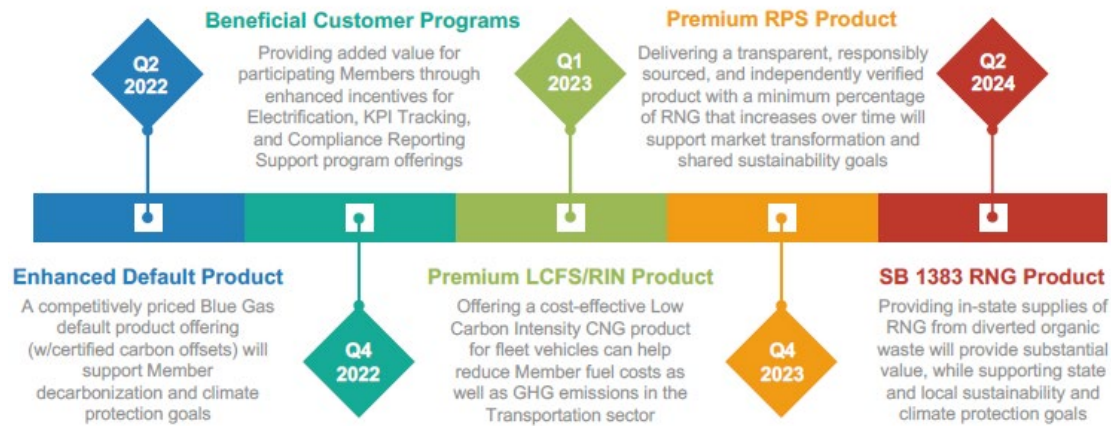 Q2
2022
Enhanced Default Product
A competitively priced Blue Gas
default product offering
(w/certified carbon offsets) will
support Member
decarbonization and climate
protection goals
Beneficial Customer Programs
Providing added value for
participating Members through
enhanced incentives for
Electrification, KPI Tracking,
and Compliance Reporting
Support program offerings
Q4
2022
Q1
2023
Premium LCFS/RIN Product
Offering a cost-effective Low
Carbon Intensity CNG product
for fleet vehicles can help
reduce Member fuel costs as
well as GHG emissions in the
Transportation sector
Premium RPS Product
Delivering a transparent, responsibly
sourced, and independently verified
product with a minimum percentage
of RNG that increases over time will
support market transformation and
shared sustainability goals
Q4
2023
Q2
2024
SB 1383 RNG Product
Providing in-state supplies of
RNG from diverted organic
waste will provide substantial
value, while supporting state
and local sustainability and
climate protection goals